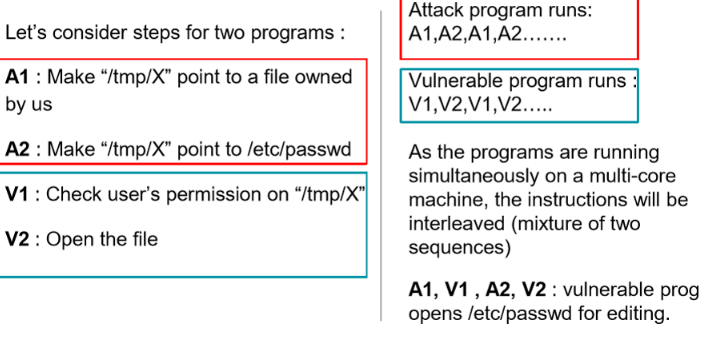 Let's consider steps for two programs :
A1 : Make “/tmp/X” point to a file owned
by us
A2 : Make “/tmp/X” point to /etc/passwd
V1 : Check user's permission on “/tmp/X”
V2 : Open the file
Attack program runs:
A1,A2,A1,A2…….
Vulnerable program runs :
V1,V2,V1,V2…..
As the programs are running
simultaneously on a multi-core
machine, the instructions will be
interleaved (mixture of two
sequences)
A1, V1 , A2, V2 : vulnerable prog
opens /etc/passwd for editing.